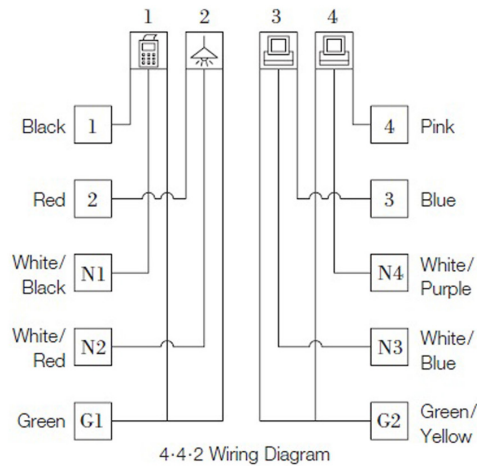 1 2 3 4
Black 1 4 Pink
Red 2 3 Blue
White/
Black N1 N4 White/
Purple
White/
Red N2 N3 White/
Blue
Green G1 G2 Green/
Yellow
4·4·2 Wiring Diagram